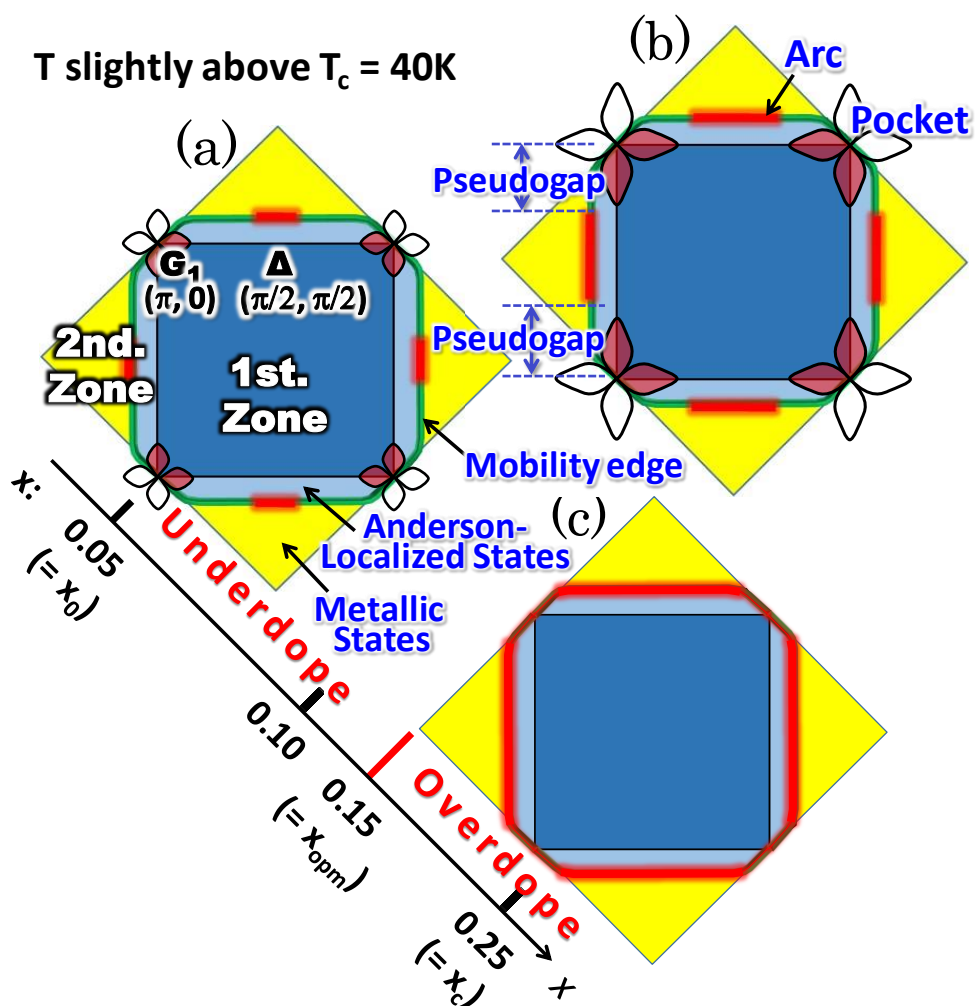 T slightly above Tc = 40K
(a)
(b)
Arc
Pocket
Pseudogap
Pseudogap
G1
(π, 0)
Δ
(π/2, π/2)
2nd.
Zone
1st.
Zone
Mobility edge
Anderson-
Localized States
Metallic
States
(c)
x:
0.05
(= x0)
Underdope
0.10
0.15
(= xopm)
Overdope
0.25
(= xc)
x